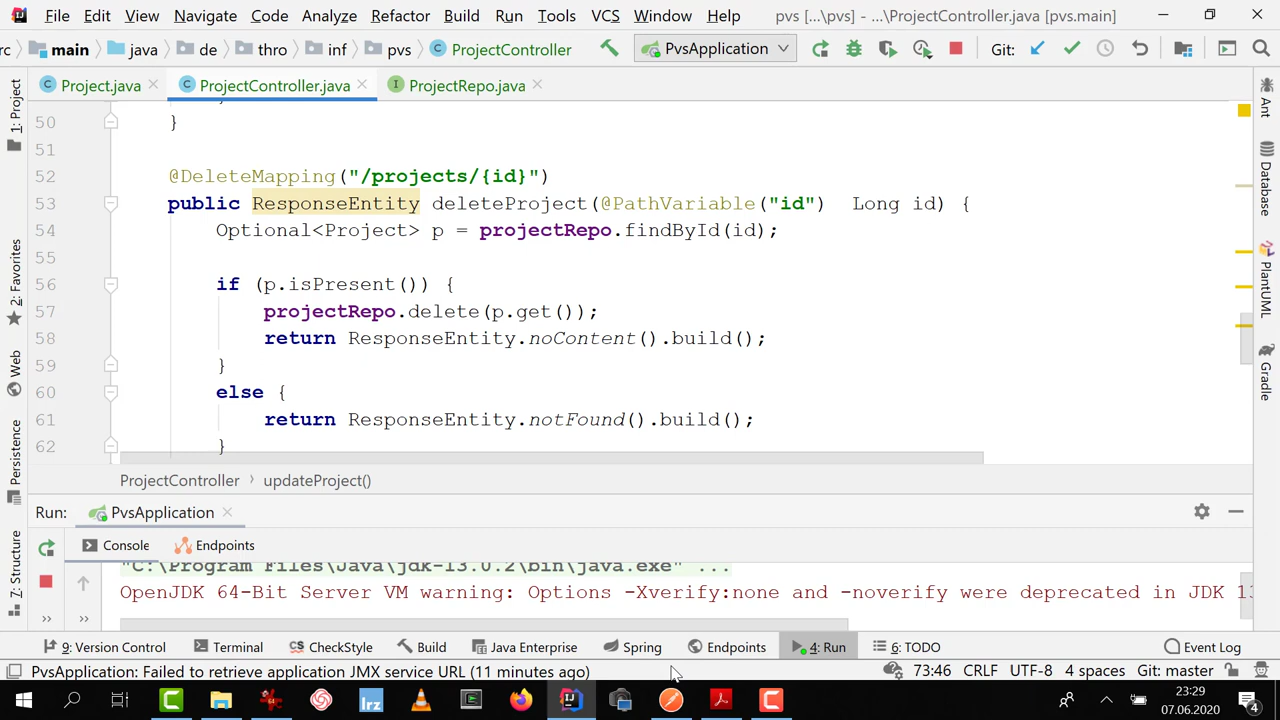 File Edit View Navigate Code Analyze Refactor Build Run Tools VCS Window Help pvs [...\pvs] - ...\ProjectController.java [pvs.main]
rc main java de thro inf pvs ProjectController PvsApplication Git:
Project.java ProjectController.java ProjectRepo.java
50 }
51
52 @DeleteMapping("/projects/{id}")
53 public ResponseEntity deleteProject(@PathVariable("id") Long id) {
54 Optional<Project> p = projectRepo.findById(id);
55
56 if (p.isPresent()) {
57 projectRepo.delete(p.get());
58 return ResponseEntity.noContent().build();
59 }
60 else {
61 return ResponseEntity.notFound().build();
62 }
ProjectController updateProject()
Run: PvsApplication
Console Endpoints
"C:\Program Files\Java\jdk-13.0.2\bin\java.exe" ...
OpenJDK 64-Bit Server VM warning: Options -Xverify:none and -noverify were deprecated in JDK 13
9: Version Control Terminal CheckStyle Build Java Enterprise Spring Endpoints 4: Run 6: TODO Event Log
PvsApplication: Failed to retrieve application JMX service URL (11 minutes ago) 73:46 CRLF UTF-8 4 spaces Git: master
1: Project
2: Favorites
Web
Persistence
7: Structure
Ant
Database
PlantUML
Gradle
lrz
23:29
07.06.2020
4